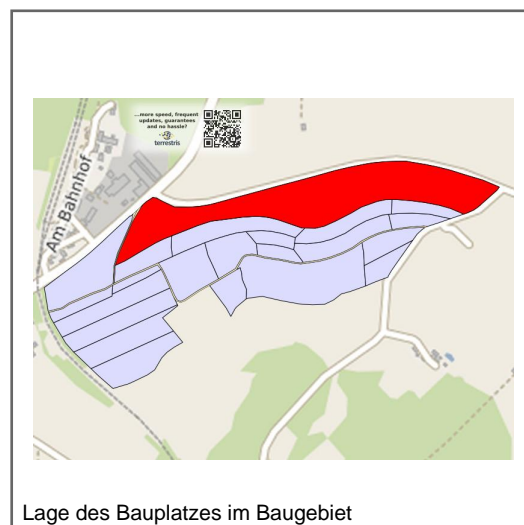 ...more speed, frequent
updates, guarantees
and no hassle?
terrestris
Am Bahnhof
Lage des Bauplatzes im Baugebiet